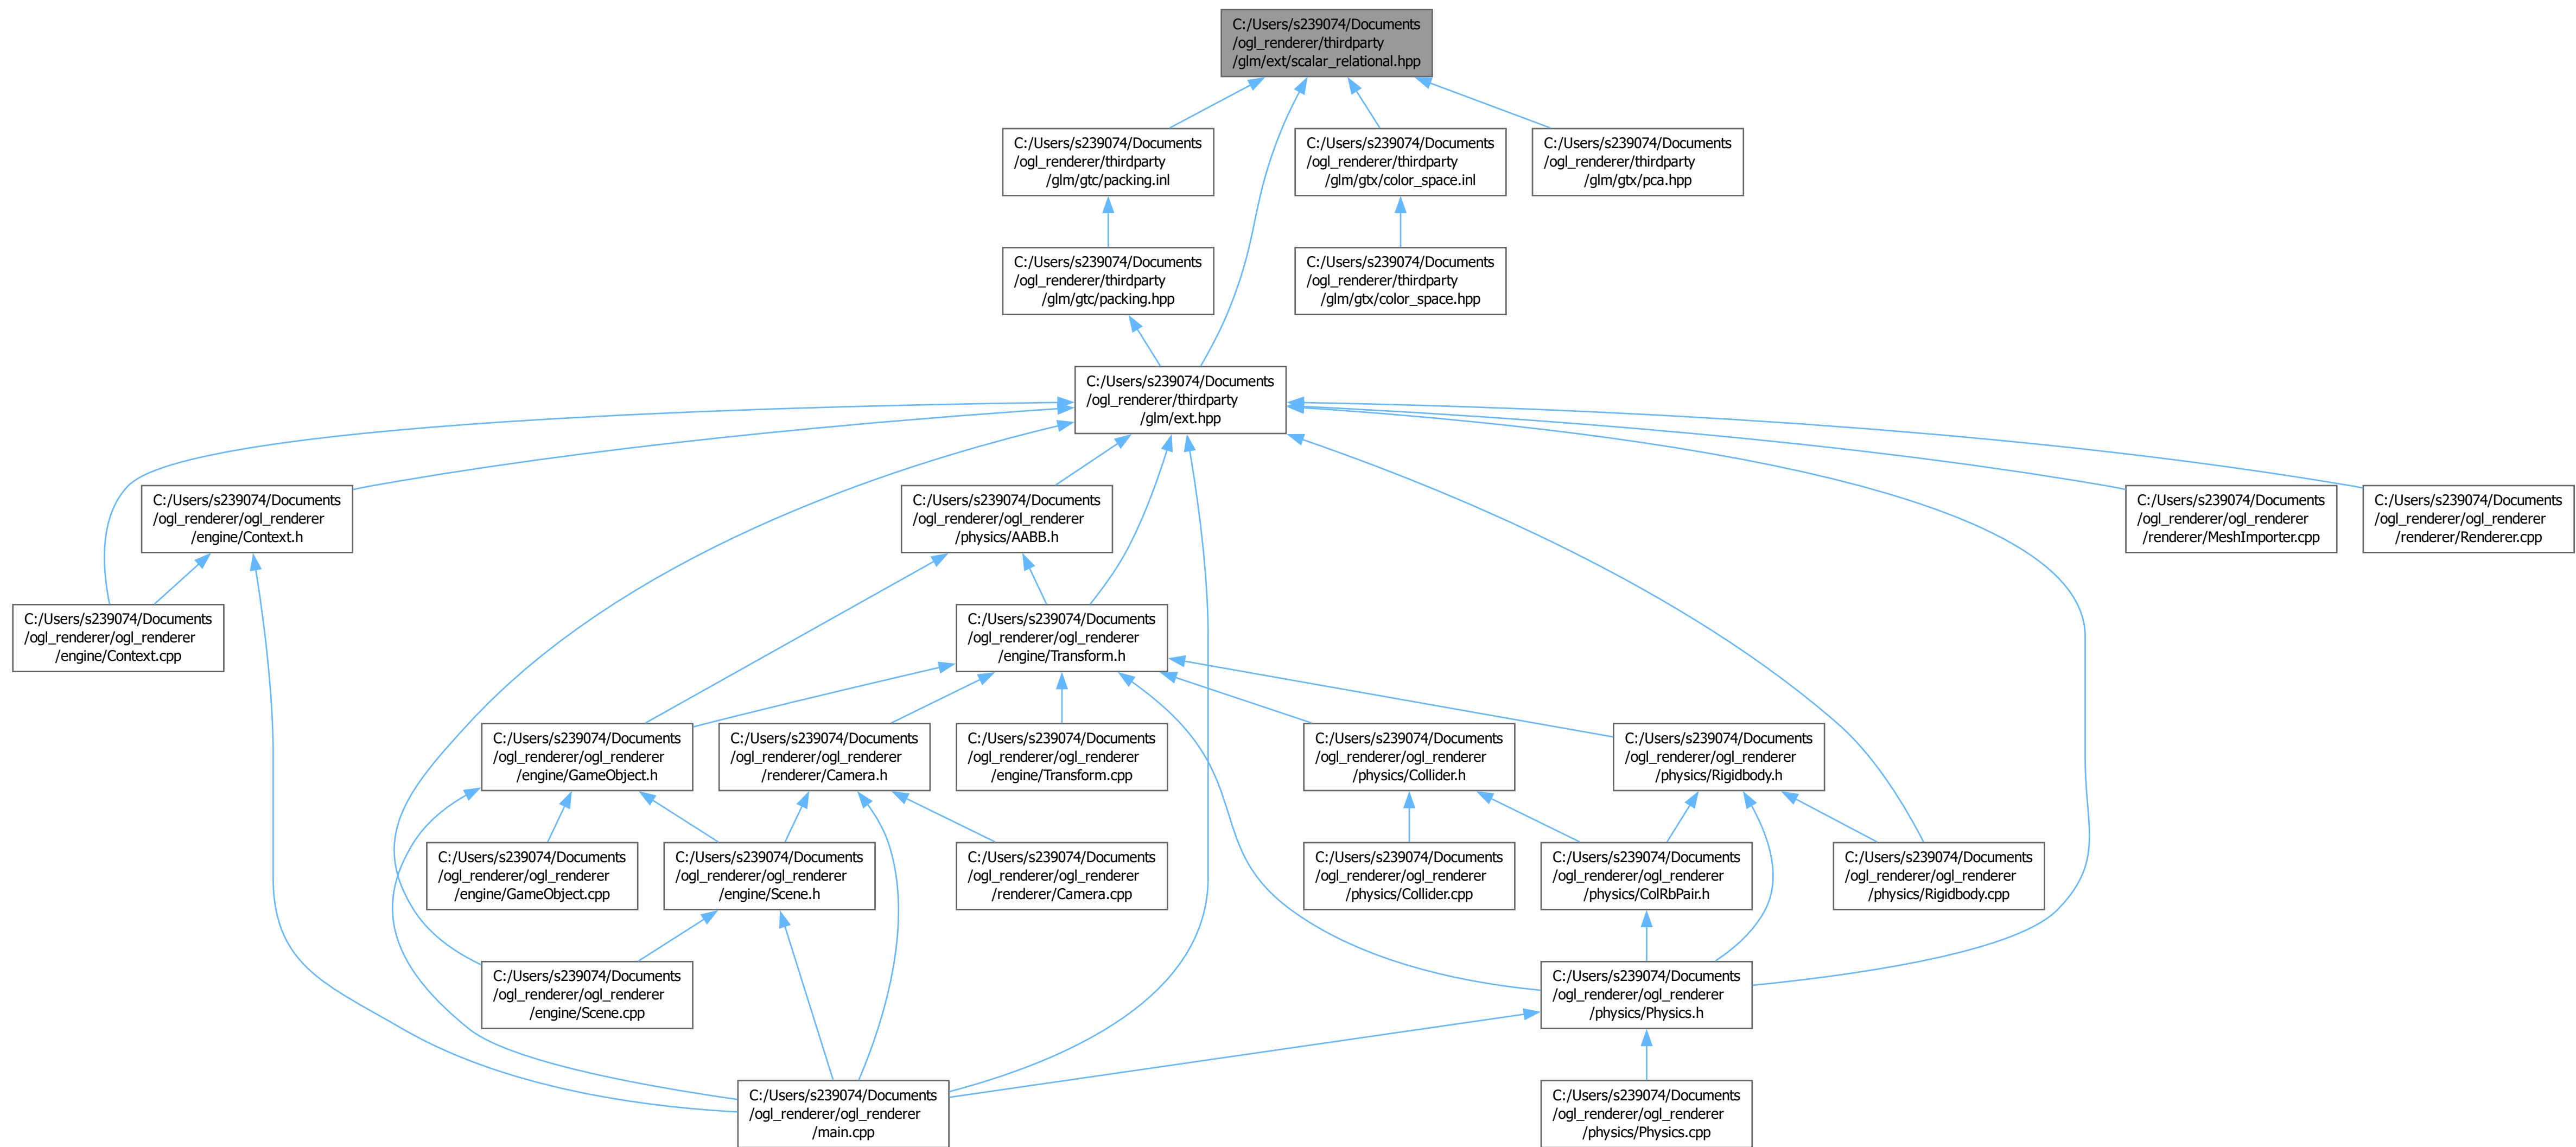 C:/Users/s239074/Documents
/ogl_renderer/thirdparty
/glm/ext/scalar_relational.hpp
C:/Users/s239074/Documents
/ogl_renderer/thirdparty
/glm/gtc/packing.inl
C:/Users/s239074/Documents
/ogl_renderer/thirdparty
/glm/gtx/color_space.inl
C:/Users/s239074/Documents
/ogl_renderer/thirdparty
/glm/gtx/pca.hpp
C:/Users/s239074/Documents
/ogl_renderer/thirdparty
/glm/gtc/packing.hpp
C:/Users/s239074/Documents
/ogl_renderer/thirdparty
/glm/gtx/color_space.hpp
C:/Users/s239074/Documents
/ogl_renderer/thirdparty
/glm/ext.hpp
C:/Users/s239074/Documents
/ogl_renderer/ogl_renderer
/engine/Context.h
C:/Users/s239074/Documents
/ogl_renderer/ogl_renderer
/physics/AABB.h
C:/Users/s239074/Documents
/ogl_renderer/ogl_renderer
/renderer/MeshImporter.cpp
C:/Users/s239074/Documents
/ogl_renderer/ogl_renderer
/renderer/Renderer.cpp
C:/Users/s239074/Documents
/ogl_renderer/ogl_renderer
/engine/Context.cpp
C:/Users/s239074/Documents
/ogl_renderer/ogl_renderer
/engine/Transform.h
C:/Users/s239074/Documents
/ogl_renderer/ogl_renderer
/engine/GameObject.h
C:/Users/s239074/Documents
/ogl_renderer/ogl_renderer
/renderer/Camera.h
C:/Users/s239074/Documents
/ogl_renderer/ogl_renderer
/engine/Transform.cpp
C:/Users/s239074/Documents
/ogl_renderer/ogl_renderer
/physics/Collider.h
C:/Users/s239074/Documents
/ogl_renderer/ogl_renderer
/physics/Rigidbody.h
C:/Users/s239074/Documents
/ogl_renderer/ogl_renderer
/engine/GameObject.cpp
C:/Users/s239074/Documents
/ogl_renderer/ogl_renderer
/engine/Scene.h
C:/Users/s239074/Documents
/ogl_renderer/ogl_renderer
/renderer/Camera.cpp
C:/Users/s239074/Documents
/ogl_renderer/ogl_renderer
/physics/Collider.cpp
C:/Users/s239074/Documents
/ogl_renderer/ogl_renderer
/physics/ColRbPair.h
C:/Users/s239074/Documents
/ogl_renderer/ogl_renderer
/physics/Rigidbody.cpp
C:/Users/s239074/Documents
/ogl_renderer/ogl_renderer
/engine/Scene.cpp
C:/Users/s239074/Documents
/ogl_renderer/ogl_renderer
/physics/Physics.h
C:/Users/s239074/Documents
/ogl_renderer/ogl_renderer
/main.cpp
C:/Users/s239074/Documents
/ogl_renderer/ogl_renderer
/physics/Physics.cpp